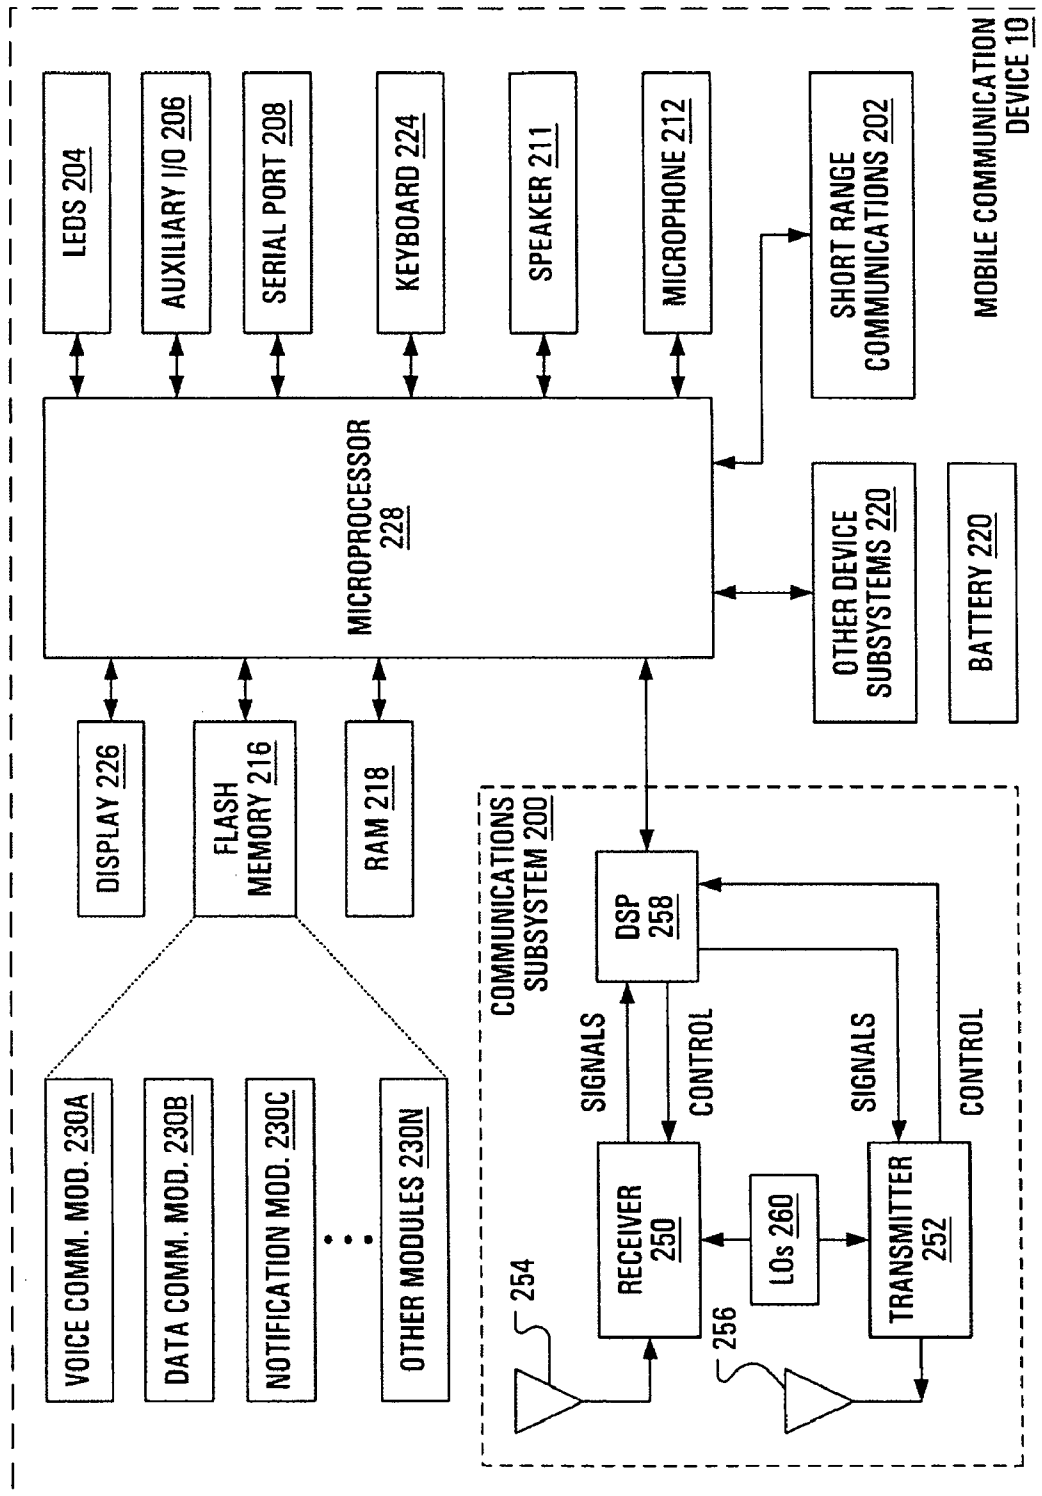 VOICE COMM. MOD. 230A
DATA COMM. MOD. 230B
NOTIFICATION MOD. 230C
OTHER MODULES 230N
DISPLAY 226
FLASH
MEMORY 216
RAM 218
MICROPROCESSOR
228
LEDS 204
AUXILIARY I/O 206
SERIAL PORT 208
KEYBOARD 224
SPEAKER 211
MICROPHONE 212
SHORT RANGE
COMMUNICATIONS 202
OTHER DEVICE
SUBSYSTEMS 220
BATTERY 220
COMMUNICATIONS
SUBSYSTEM 200
254
RECEIVER
250
SIGNALS
CONTROL
DSP
258
LOs 260
256
TRANSMITTER
252
SIGNALS
CONTROL
MOBILE COMMUNICATION
DEVICE 10